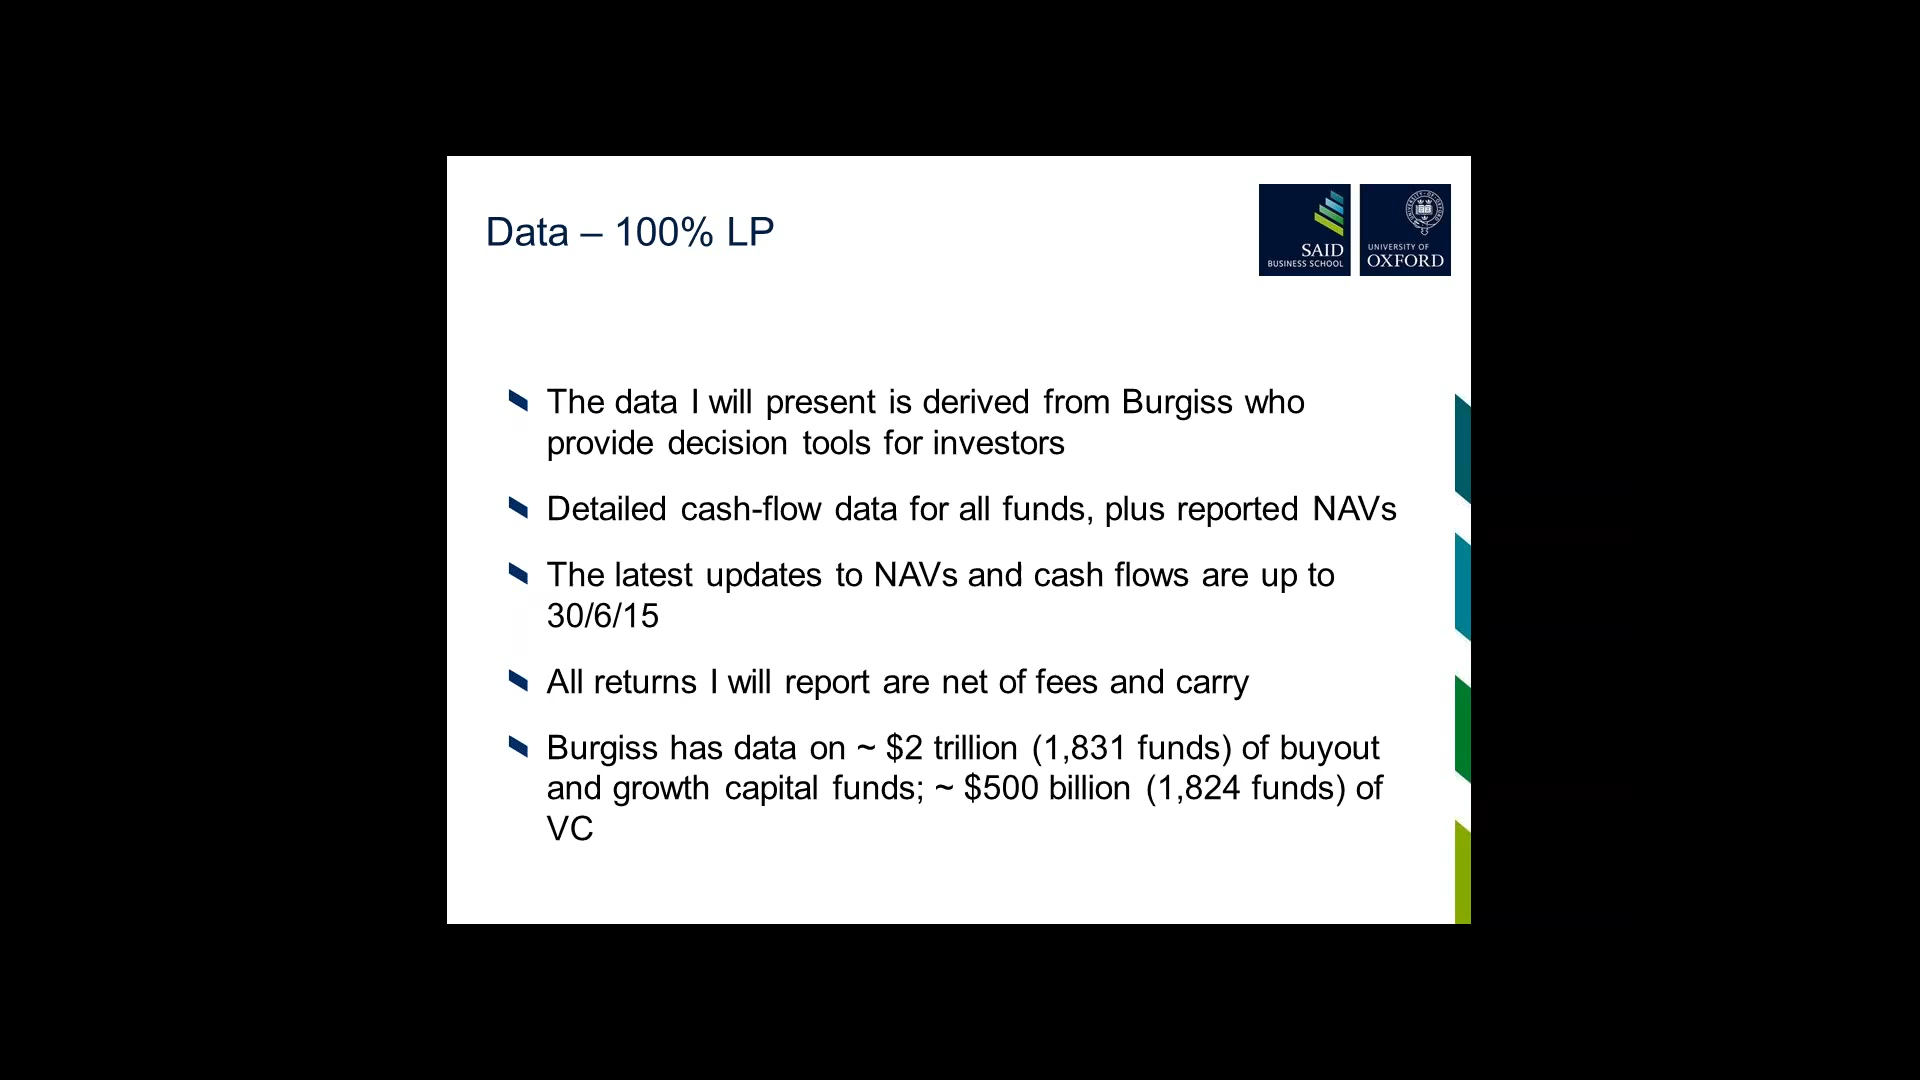 Data – 100% LP
SAID
BUSINESS SCHOOL
UNIVERSITY OF
OXFORD
The data I will present is derived from Burgiss who
provide decision tools for investors
Detailed cash-flow data for all funds, plus reported NAVs
The latest updates to NAVs and cash flows are up to
30/6/15
All returns I will report are net of fees and carry
Burgiss has data on ~ $2 trillion (1,831 funds) of buyout
and growth capital funds; ~ $500 billion (1,824 funds) of
VC